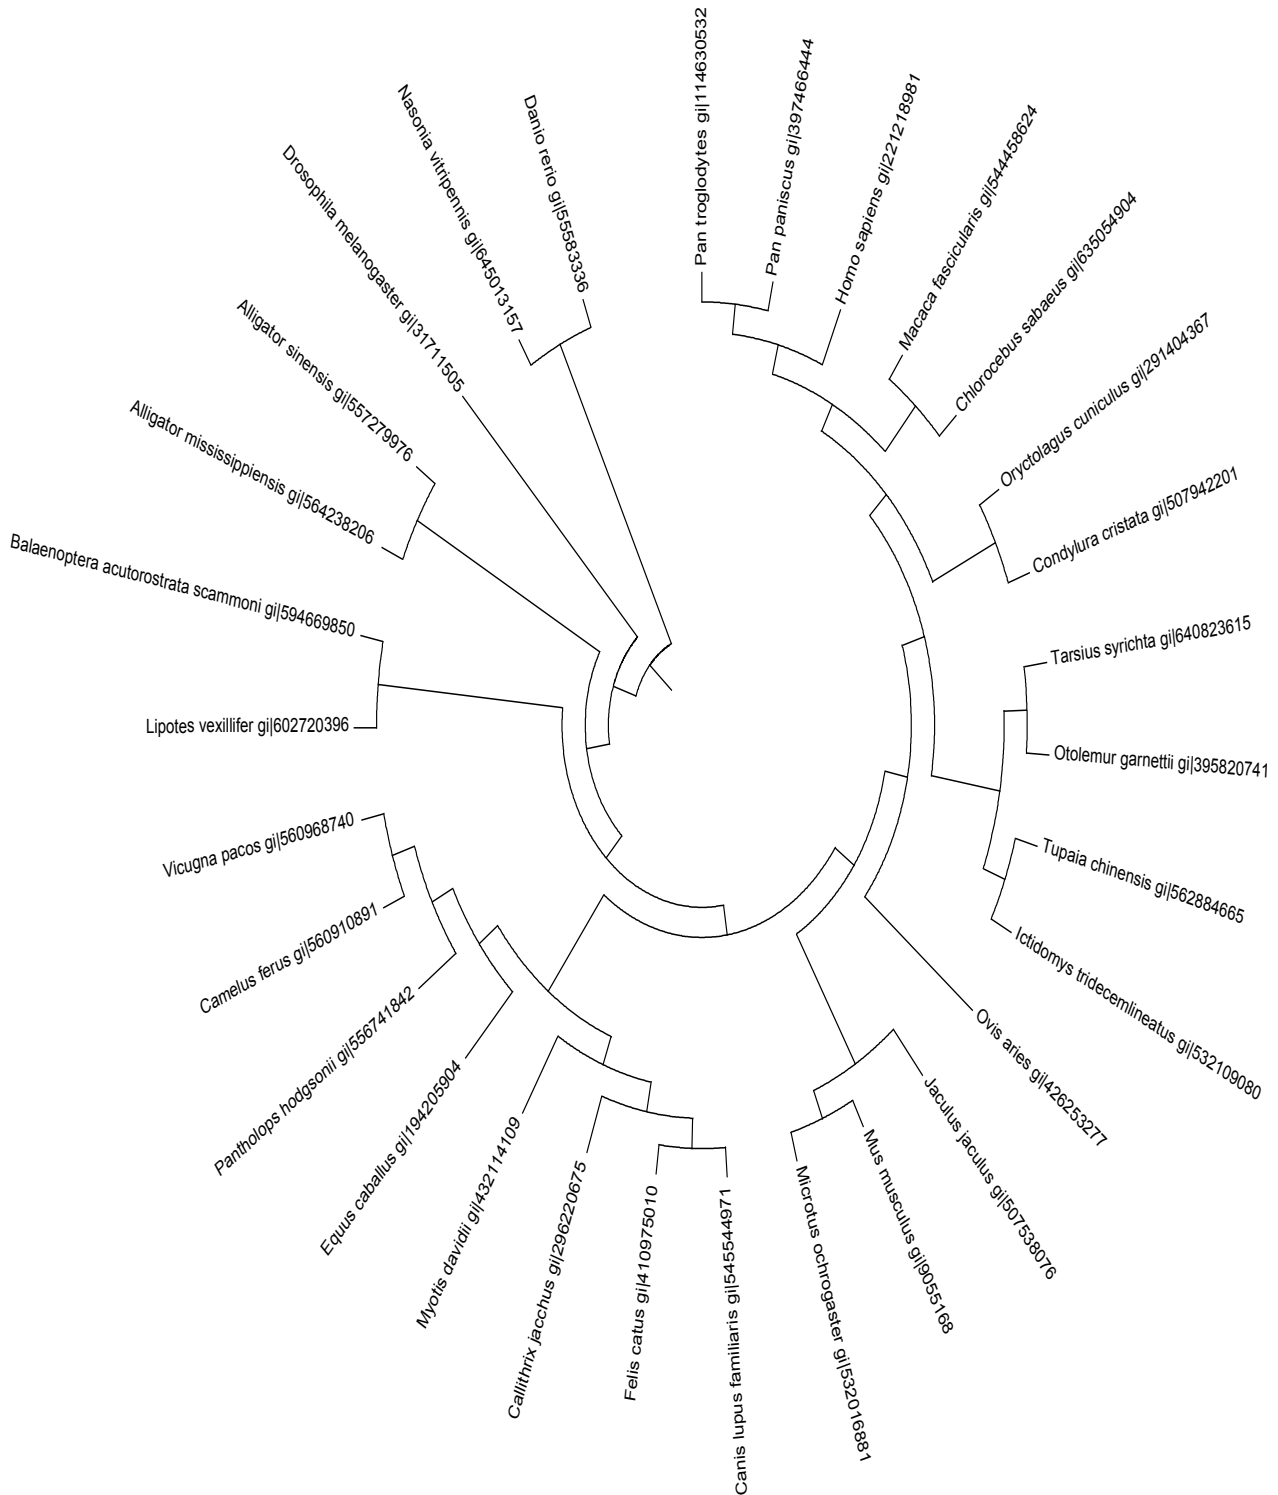 Pan troglodytes gi|114630532
Pan paniscus gi|397466444
Homo sapiens gi|221218981
Macaca fascicularis gi|544458624
Chlorocebus sabaeus gi|635054904
Oryctolagus cuniculus gi|291404367
Condylura cristata gi|507942201
Tarsius syrichta gi|640823615
Otolemur garnettii gi|395820741
Tupaia chinensis gi|562884665
Ictidomys tridecemlineatus gi|532109080
Ovis aries gi|426253277
Jaculus jaculus gi|507538076
Mus musculus gi|9055168
Microtus ochrogaster gi|532016881
Canis lupus familiaris gi|545544971
Felis catus gi|410975010
Callithrix jacchus gi|296220675
Myotis davidii gi|432114109
Equus caballus gi|194205904
Pantholops hodgsonii gi|556741842
Camelus ferus gi|560910891
Vicugna pacos gi|560968740
Lipotes vexillifer gi|602720396
Balaenoptera acutorostrata scammoni gi|594669850
Alligator mississippiensis gi|564238206
Alligator sinensis gi|557279976
Drosophila melanogaster gi|31711505
Nasonia vitripennis gi|645013157
Danio rerio gi|55583336